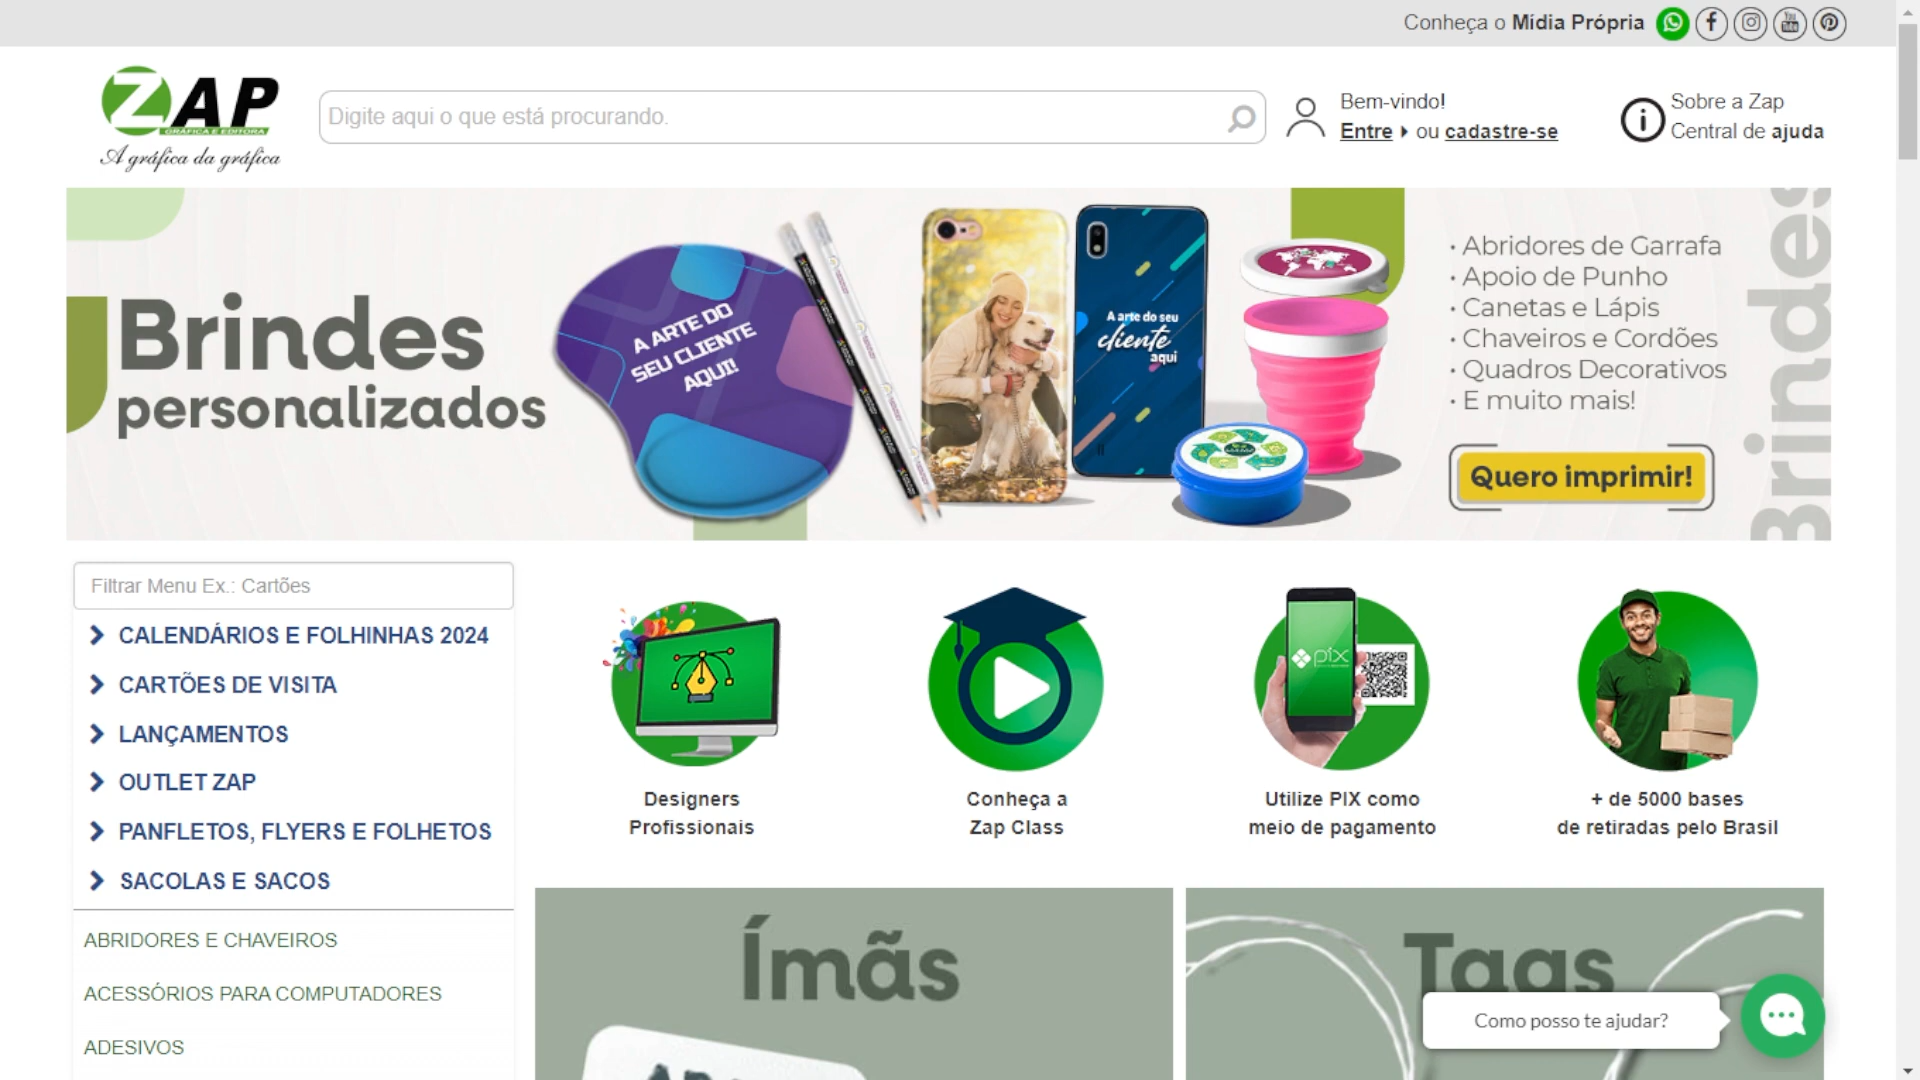 Conheça o Mídia Própria
ZAP
GRÁFICA E EDITORA
A gráfica da gráfica
Digite aqui o que está procurando.
Bem-vindo!
Entre ou cadastre-se
Sobre a Zap
Central de ajuda
Brindes
personalizados
A ARTE DO
SEU CLIENTE
AQUI!
A arte do seu
cliente
aqui
· Abridores de Garrafa
· Apoio de Punho
· Canetas e Lápis
· Chaveiros e Cordões
· Quadros Decorativos
· E muito mais!
Quero imprimir!
Brindes
Filtrar Menu Ex.: Cartões
CALENDÁRIOS E FOLHINHAS 2024
CARTÕES DE VISITA
LANÇAMENTOS
OUTLET ZAP
PANFLETOS, FLYERS E FOLHETOS
SACOLAS E SACOS
ABRIDORES E CHAVEIROS
ACESSÓRIOS PARA COMPUTADORES
ADESIVOS
Designers
Profissionais
Conheça a
Zap Class
pix
Utilize PIX como
meio de pagamento
+ de 5000 bases
de retiradas pelo Brasil
Ímãs
Tags
Como posso te ajudar?